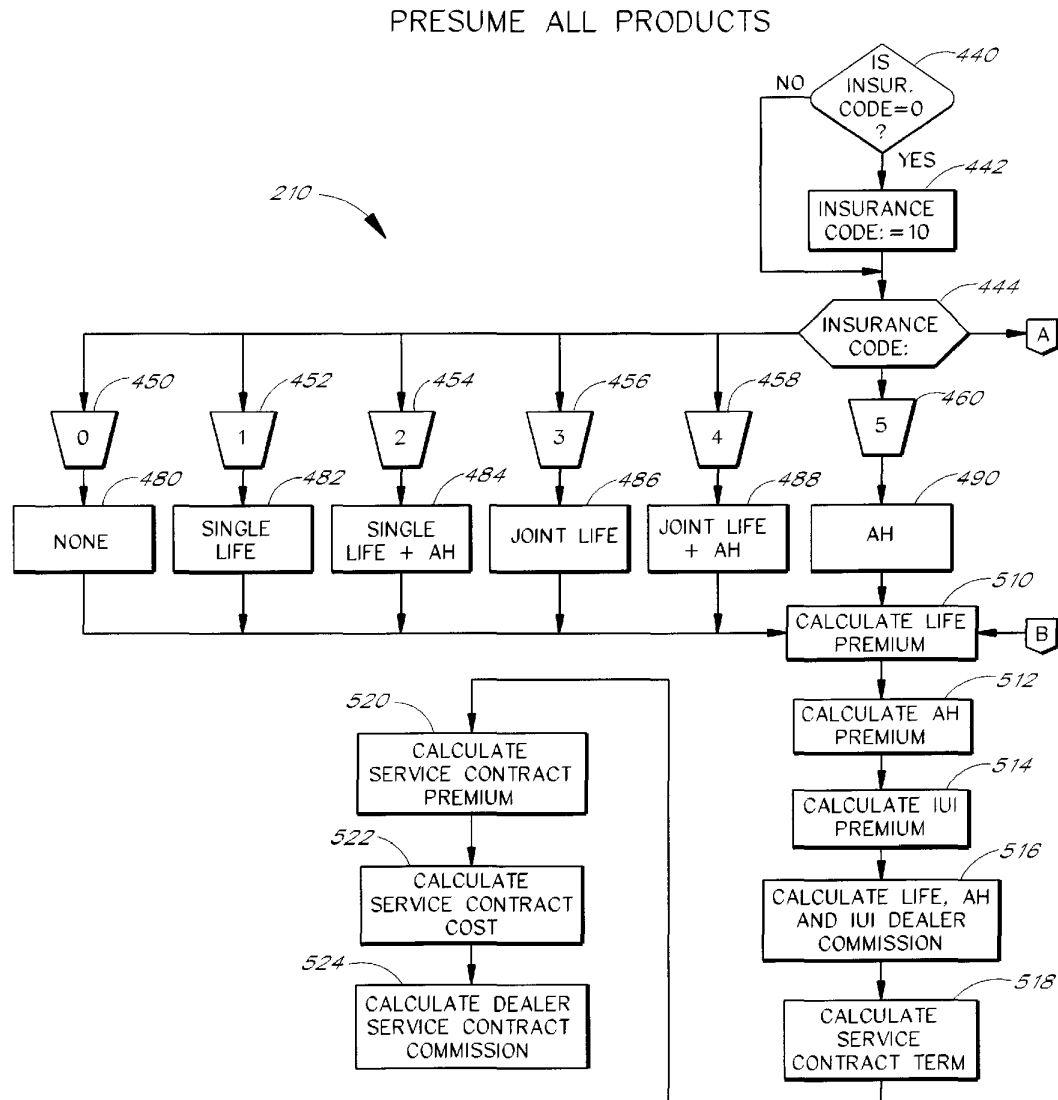 PRESUME ALL PRODUCTS
440
IS
INSUR.
CODE=0
?
NO
YES
442
INSURANCE
CODE:=10
210
444
INSURANCE
CODE:
A
450
452
454
456
458
460
0
1
2
3
4
5
480
482
484
486
488
490
NONE
SINGLE
LIFE
SINGLE
LIFE + AH
JOINT LIFE
JOINT LIFE
+ AH
AH
510
CALCULATE LIFE
PREMIUM
B
512
CALCULATE AH
PREMIUM
514
CALCULATE IUI
PREMIUM
516
CALCULATE LIFE, AH
AND IUI DEALER
COMMISSION
518
CALCULATE
SERVICE
CONTRACT TERM
520
CALCULATE
SERVICE CONTRACT
PREMIUM
522
CALCULATE
SERVICE CONTRACT
COST
524
CALCULATE DEALER
SERVICE CONTRACT
COMMISSION